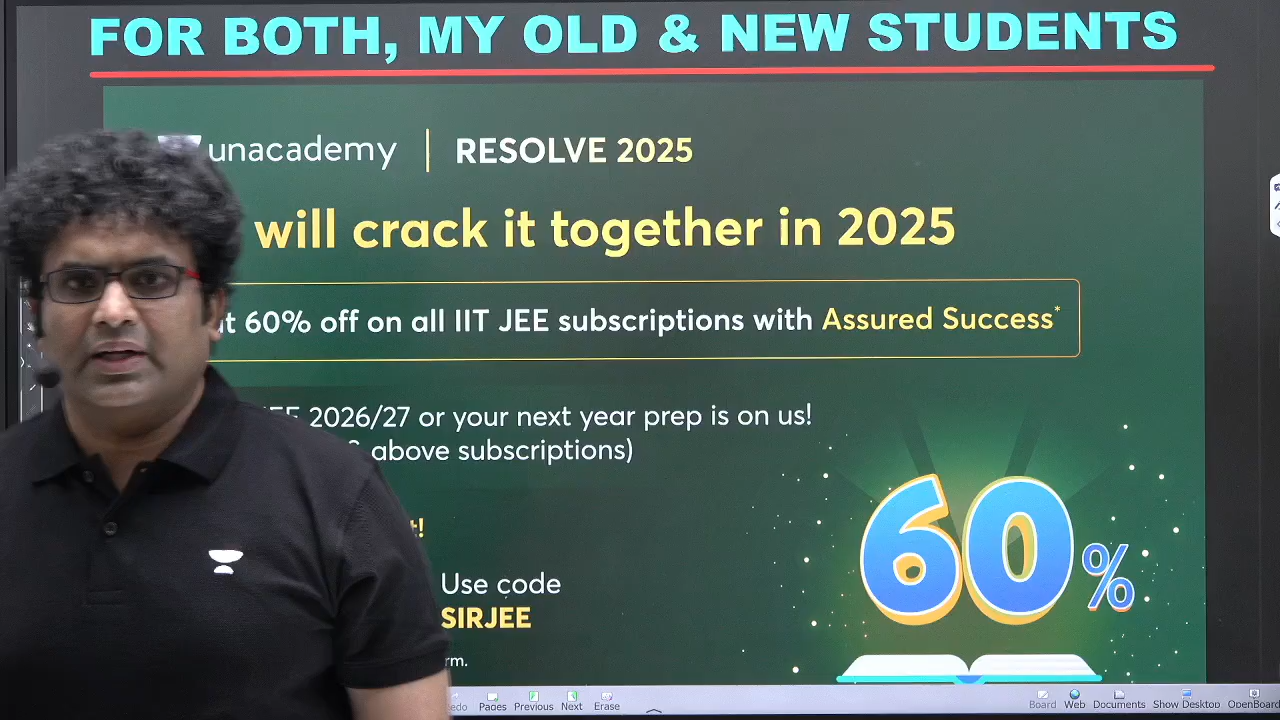 FOR BOTH, MY OLD & NEW STUDENTS
unacademy | RESOLVE 2025
will crack it together in 2025
60% off on all IIT JEE subscriptions with Assured Success*
2026/27 or your next year prep is on us!
above subscriptions)
Use code
SIRJEE
60%
Pages Previous Next Erase
Board Web Documents Show Desktop OpenBoard